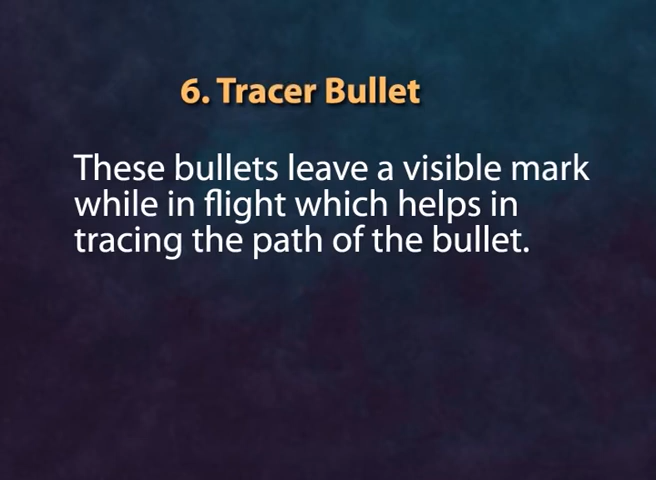 6. Tracer Bullet
These bullets leave a visible mark
while in flight which helps in
tracing the path of the bullet.